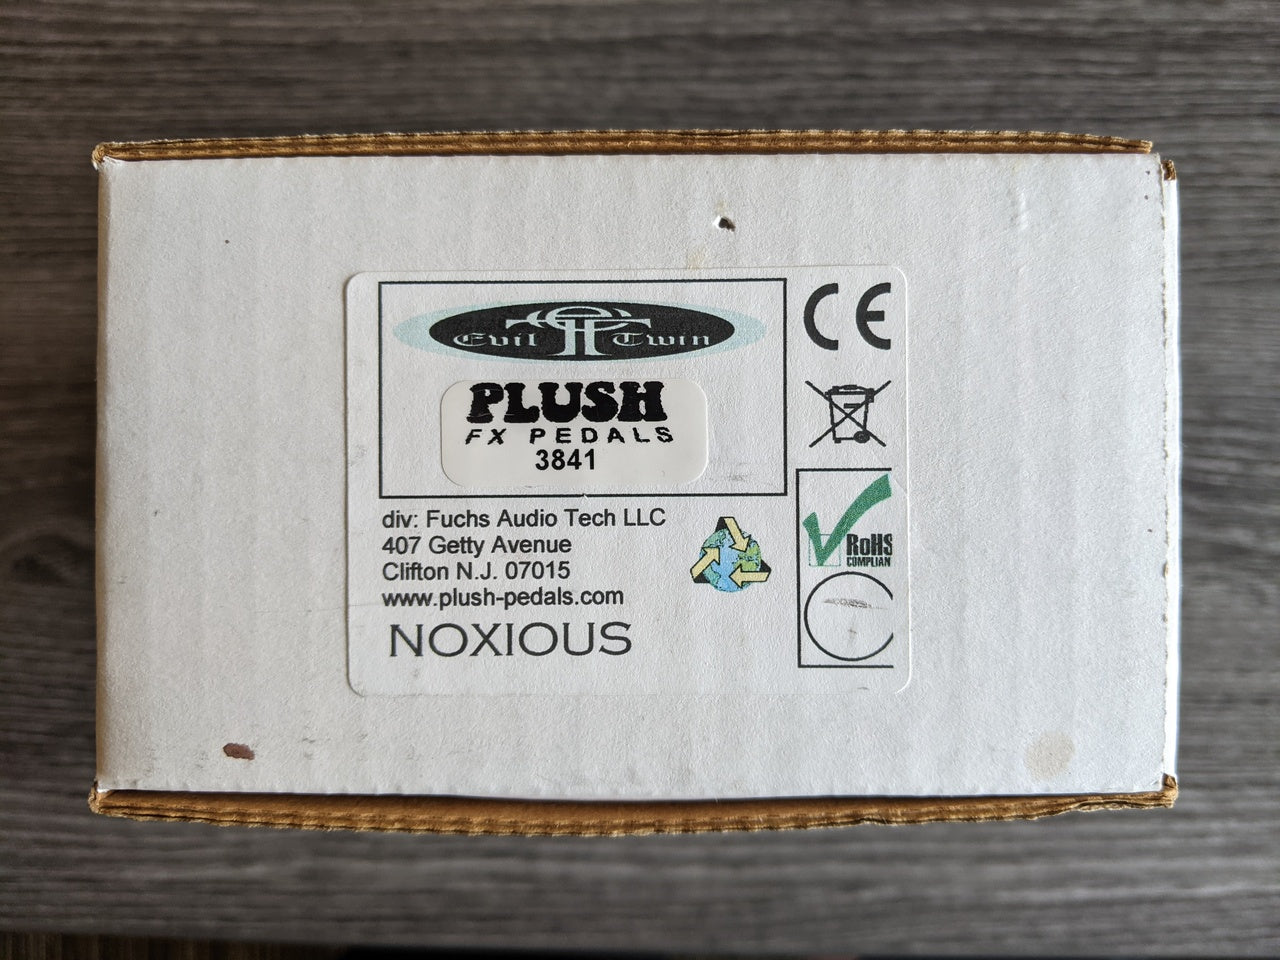 Evil Twin
PLUSH
FX PEDALS
3841
div: Fuchs Audio Tech LLC
407 Getty Avenue
Clifton N.J. 07015
www.plush-pedals.com
NOXIOUS
CE
RoHS
COMPLIAN